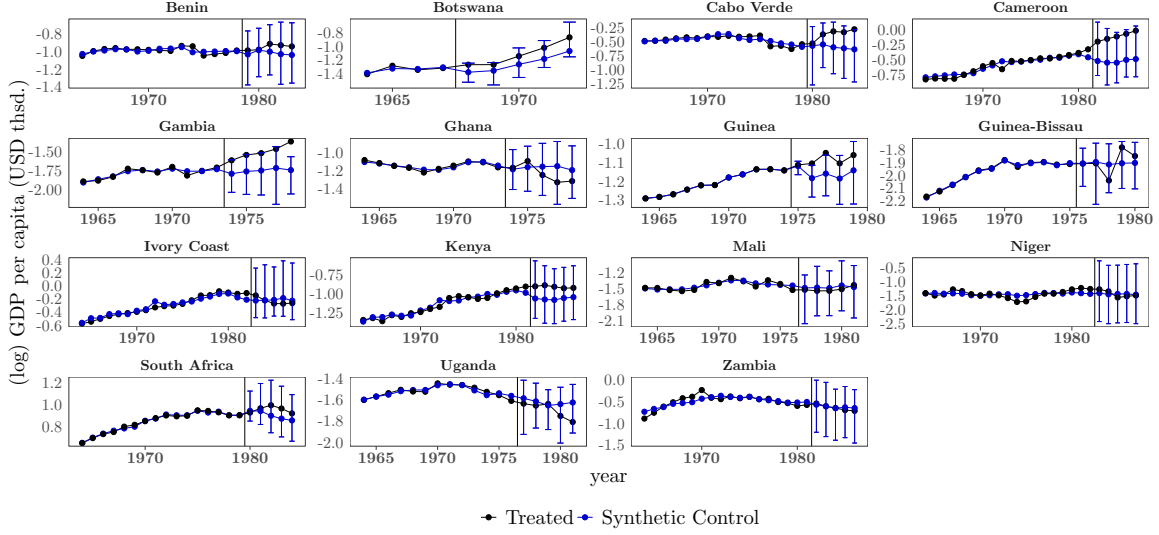 Benin Botswana Cabo Verde Cameroon
-0.8 -1.0 -1.2 -1.4
-0.8 -1.0 -1.2 -1.4
-0.25 -0.50 -0.75 -1.00 -1.25
0.00 -0.25 -0.50 -0.75
1970 1980 1965 1970 1970 1980 1970 1980
Gambia Ghana Guinea Guinea-Bissau
-1.50 -1.75 -2.00
-1.0 -1.2 -1.4
-1.0 -1.1 -1.2 -1.3
-1.8 -1.9 -2.0 -2.1 -2.2
1965 1970 1975 1965 1970 1975 1965 1970 1975 1980 1965 1970 1975 1980
(log) GDP per capita (USD thsd.)
Ivory Coast Kenya Mali Niger
0.4 0.2 0.0 -0.2 -0.4 -0.6
-0.75 -1.00 -1.25
-1.2 -1.5 -1.8 -2.1
-0.5 -1.0 -1.5 -2.0 -2.5
1970 1980 1970 1980 1965 1970 1975 1980 1970 1980
South Africa Uganda Zambia
1.2 1.0 0.8
-1.4 -1.6 -1.8 -2.0
0.0 -0.5 -1.0 -1.5
1970 1980 1965 1970 1975 1980 1970 1980
year
Treated Synthetic Control